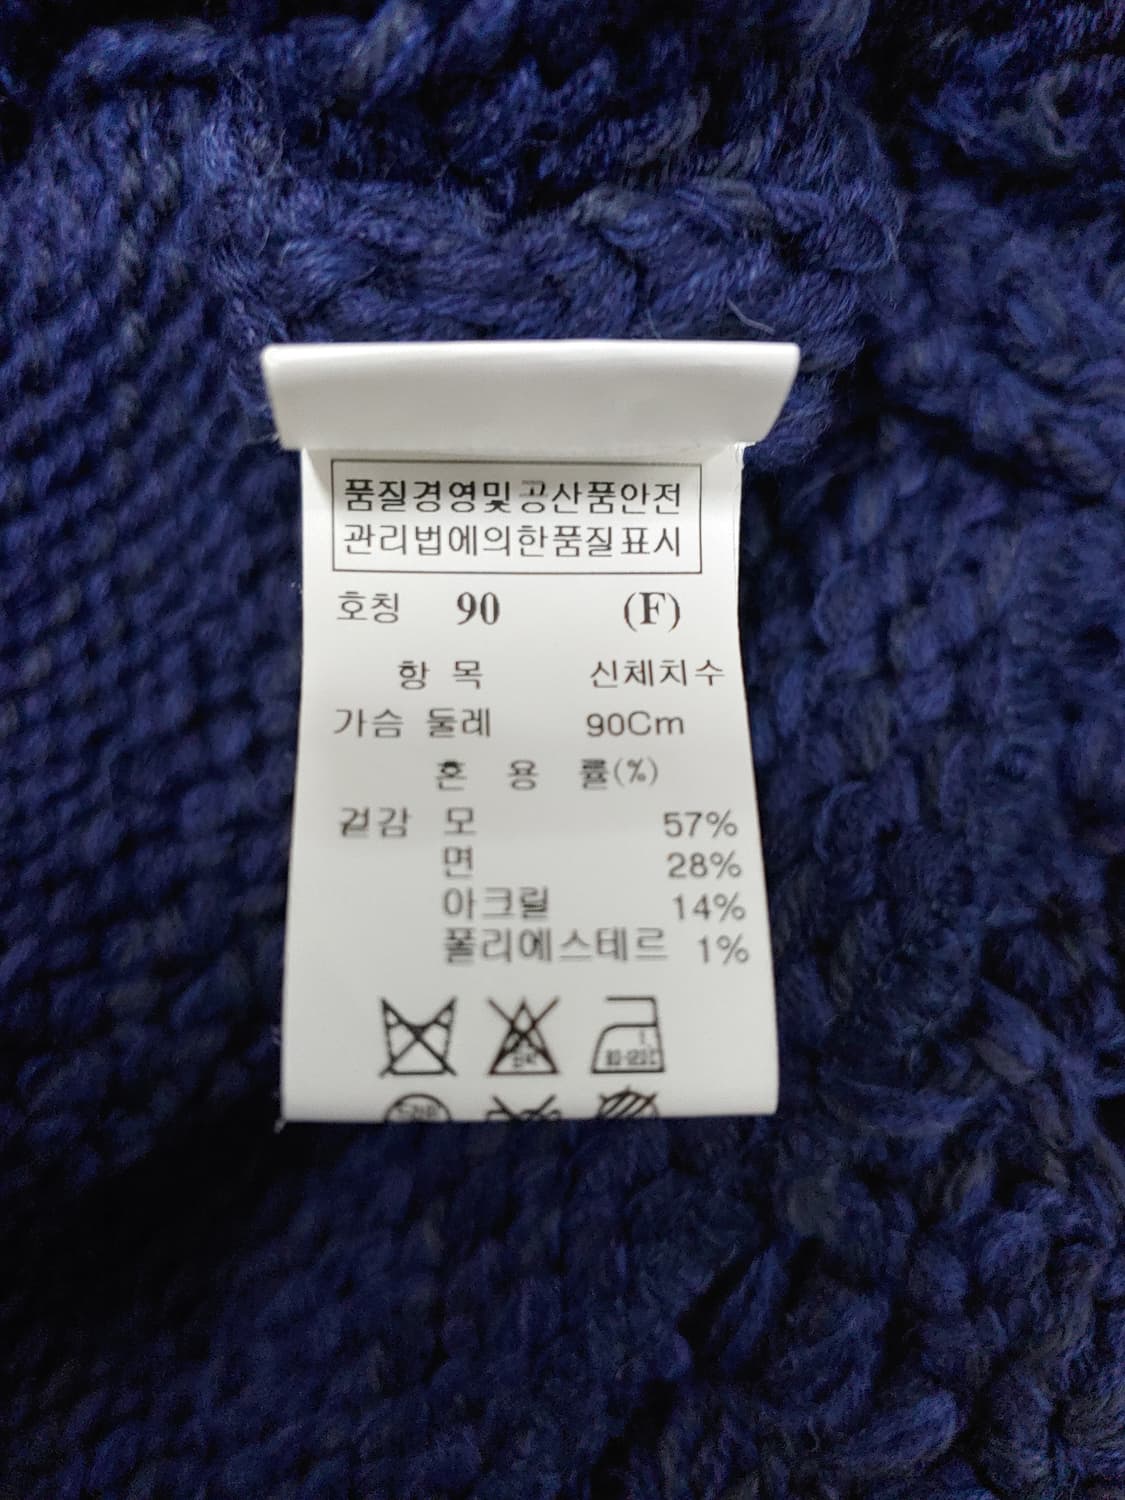 품질경영및공산품안전
관리법에의한품질표시
호칭 90 (F)
항 목 신체치수
가슴 둘레 90Cm
혼 용 률(%)
겉감 모 57%
면 28%
아크릴 14%
폴리에스테르 1%